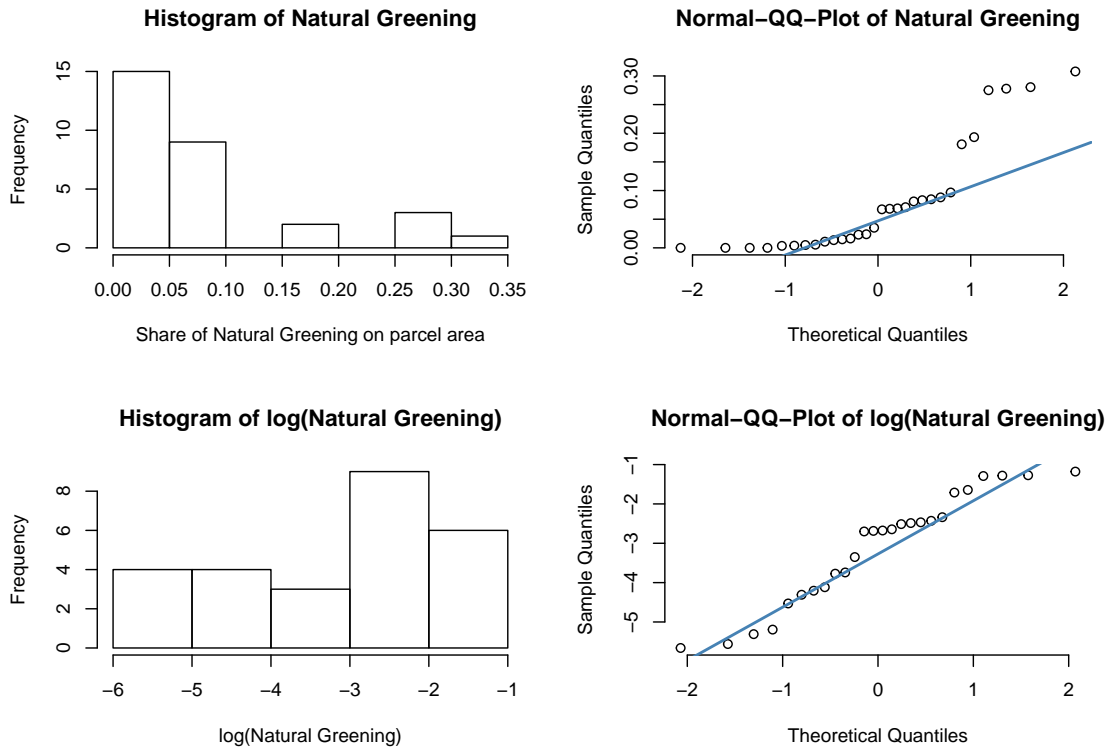 Histogram of Natural Greening
Frequency
15
10
5
0
0.00 0.05 0.10 0.15 0.20 0.25 0.30 0.35
Share of Natural Greening on parcel area
Normal−QQ−Plot of Natural Greening
Sample Quantiles
0.30
0.20
0.10
0.00
−2 −1 0 1 2
Theoretical Quantiles
Histogram of log(Natural Greening)
Frequency
8
6
4
2
0
−6 −5 −4 −3 −2 −1
log(Natural Greening)
Normal−QQ−Plot of log(Natural Greening)
Sample Quantiles
−1
−2
−3
−4
−5
−2 −1 0 1 2
Theoretical Quantiles